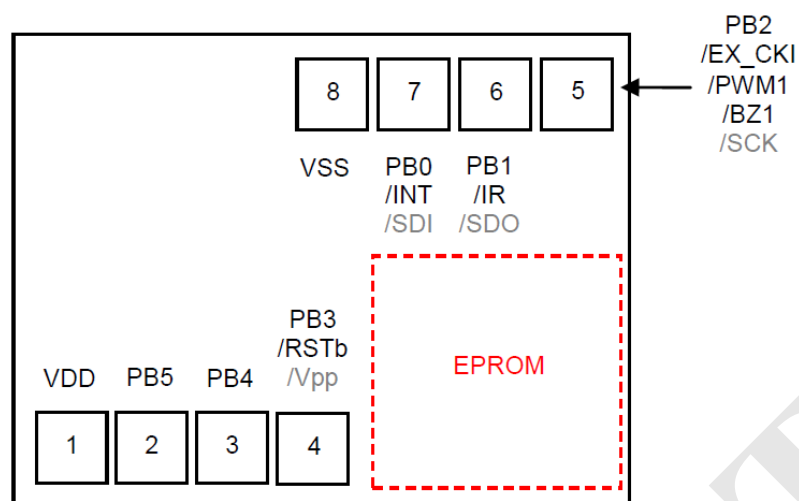 PB2
/EX_CKI
/PWM1
/BZ1
/SCK
8 7 6 5
VSS PB0 PB1
/INT /IR
/SDI /SDO
PB3
/RSTb
VDD PB5 PB4 /Vpp
EPROM
1 2 3 4